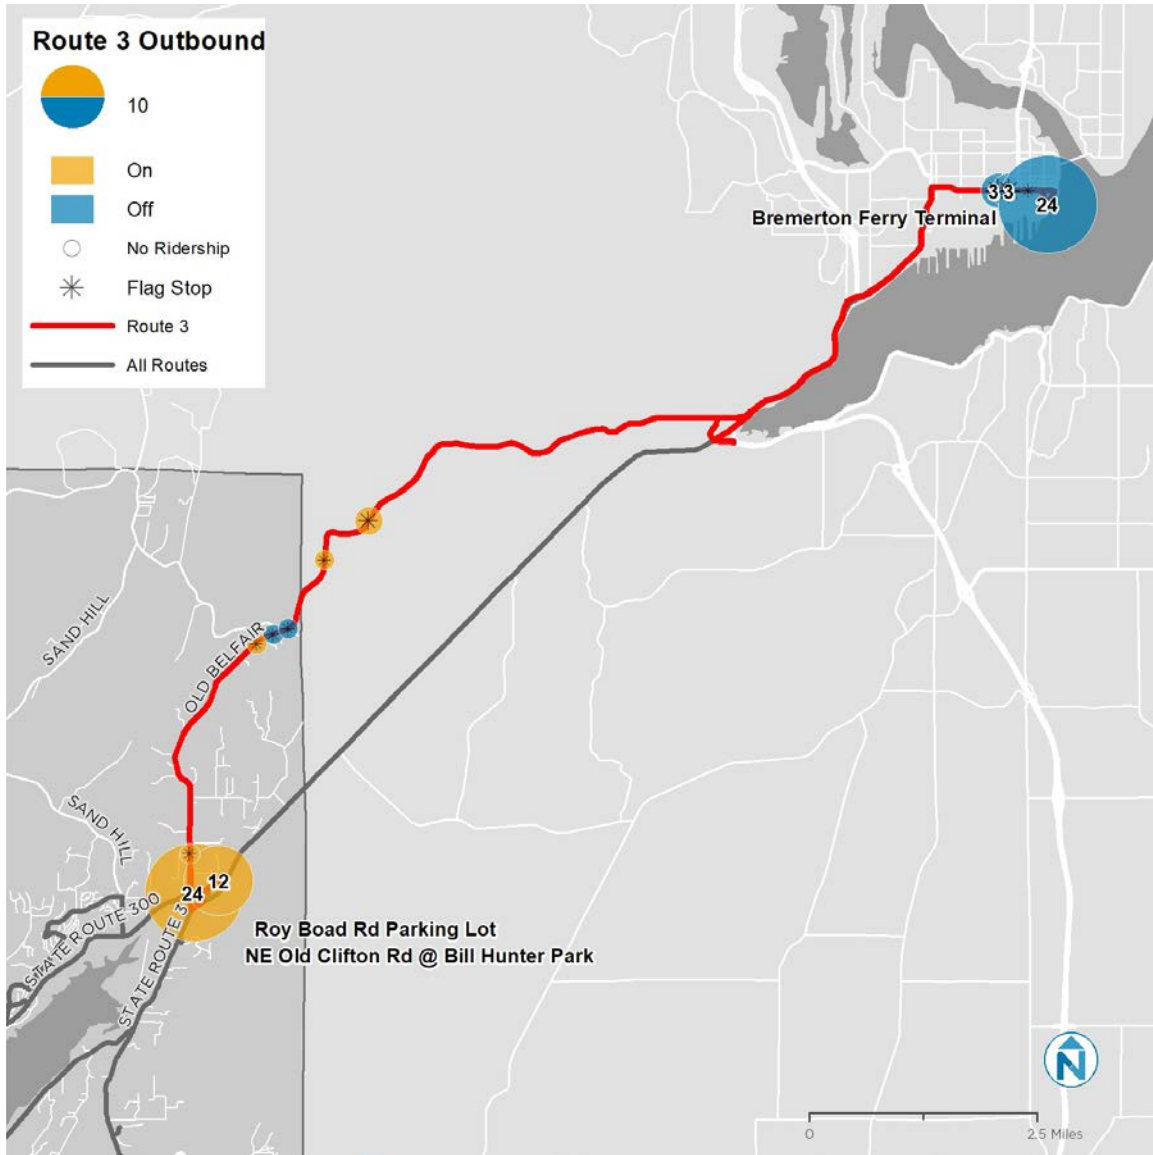 Route 3 Outbound
10
On
Off
No Ridership
Flag Stop
Route 3
All Routes
3 3
24
Bremerton Ferry Terminal
SAND HILL
OLD BELFAIR
SAND HILL
12
24
STATE ROUTE 300
STATE ROUTE 3
Roy Boad Rd Parking Lot
NE Old Clifton Rd @ Bill Hunter Park
N
0 2.5 Miles